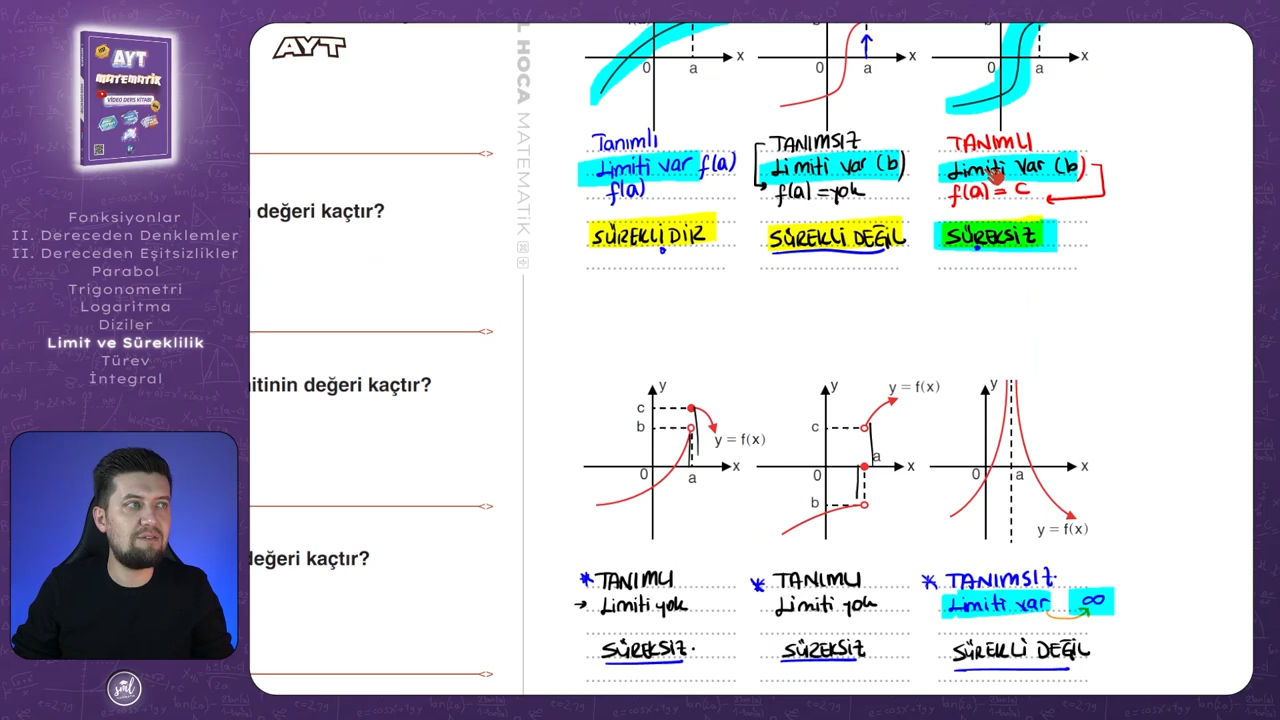 AYT
MATEMATİK
VİDEO DERS KİTABI
Fonksiyonlar
II. Dereceden Denklemler
II. Dereceden Eşitsizlikler
Parabol
Trigonometri
Logaritma
Diziler
Limit ve Süreklilik
Türev
İntegral
sml
AYT
değeri kaçtır?
itinin değeri kaçtır?
değeri kaçtır?
L HOCA MATEMATİK
0 a x
0 a x
0 a x
Tanımlı
Limiti var f(a)
f(a)
SÜREKLİDİR
TANIMSIZ
Limiti var (b)
f(a) = yok
SÜREKLİ DEĞİL
TANIMLI
Limiti var (b)
f(a) = c
SÜREKSİZ
y
c
b
y = f(x)
0 a x
y
y = f(x)
c
a
0 x
b
y
0 a x
y = f(x)
* TANIMLI
→ Limiti yok
SÜREKSİZ.
* TANIMLI
Limiti yok
SÜREKSİZ
* TANIMSIZ.
Limiti var ∞
SÜREKLİ DEĞİL